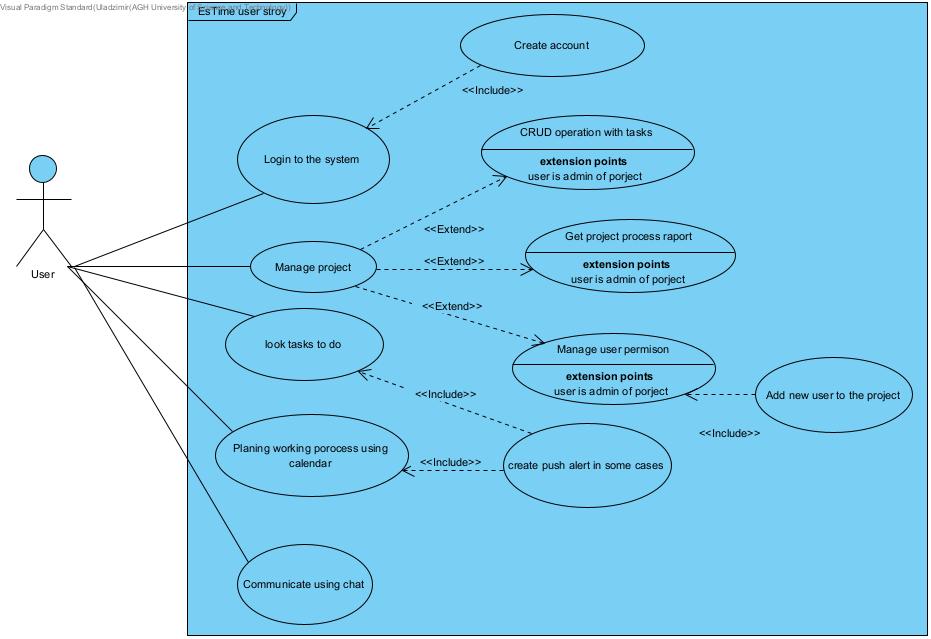 Visual Paradigm Standard(Uladzimir(AGH University of Science and Technology))
EsTime user stroy
Create account
<<Include>>
Login to the system
CRUD operation with tasks
extension points
user is admin of porject
<<Extend>>
Get project process raport
extension points
user is admin of porject
<<Extend>>
Manage project
User
<<Extend>>
look tasks to do
Manage user permison
extension points
user is admin of porject
<<Include>>
Add new user to the project
<<Include>>
Planing working porocess using
calendar
<<Include>>
create push alert in some cases
Communicate using chat